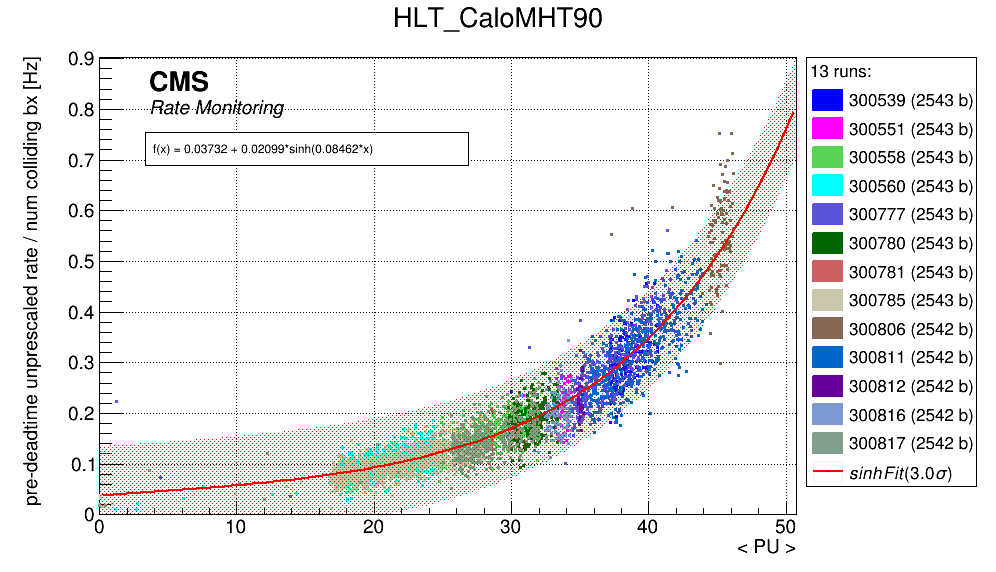 HLT_CaloMHT90
pre-deadtime unprescaled rate / num colliding bx [Hz]
0.9
0.8
0.7
0.6
0.5
0.4
0.3
0.2
0.1
0
CMS
Rate Monitoring
f(x) = 0.03732 + 0.02099*sinh(0.08462*x)
0 10 20 30 40 50
< PU >
13 runs:
300539 (2543 b)
300551 (2543 b)
300558 (2543 b)
300560 (2543 b)
300777 (2543 b)
300780 (2543 b)
300781 (2543 b)
300785 (2543 b)
300806 (2542 b)
300811 (2542 b)
300812 (2542 b)
300816 (2542 b)
300817 (2542 b)
sinhFit(3.0σ)